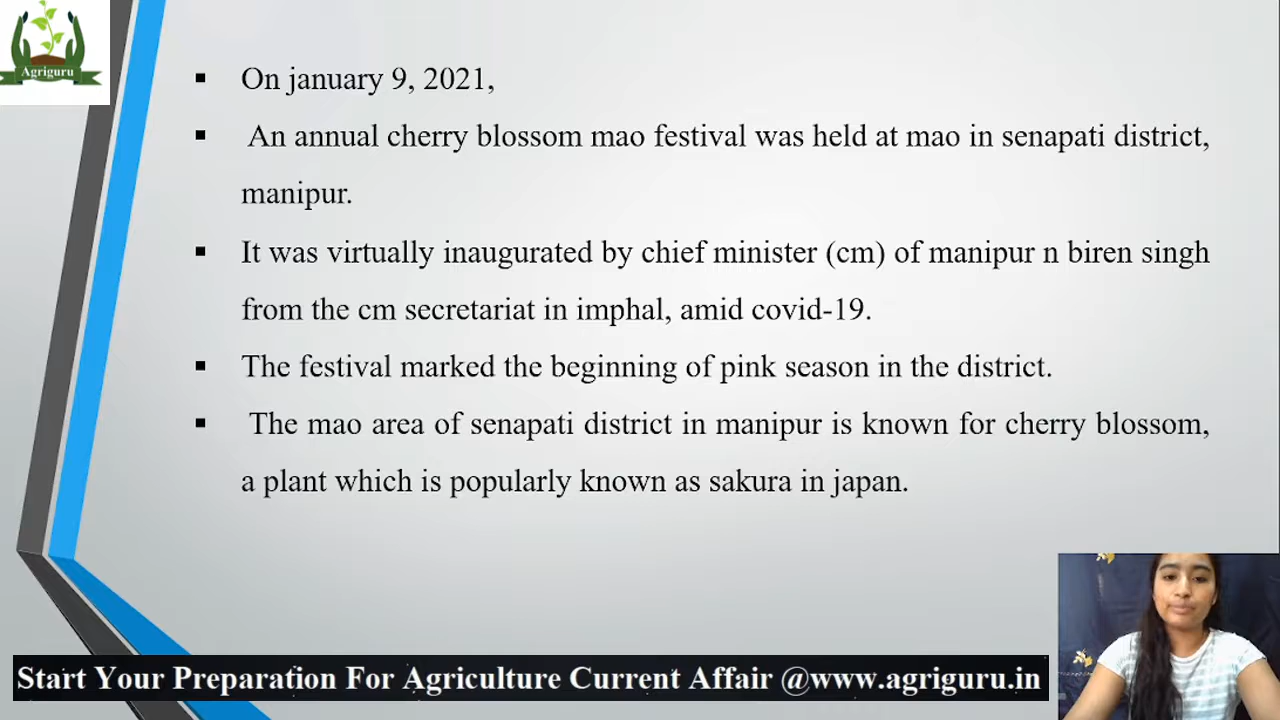 Agriguru
▪ On january 9, 2021,
▪ An annual cherry blossom mao festival was held at mao in senapati district,
manipur.
▪ It was virtually inaugurated by chief minister (cm) of manipur n biren singh
from the cm secretariat in imphal, amid covid-19.
▪ The festival marked the beginning of pink season in the district.
▪ The mao area of senapati district in manipur is known for cherry blossom,
a plant which is popularly known as sakura in japan.
Start Your Preparation For Agriculture Current Affair @www.agriguru.in